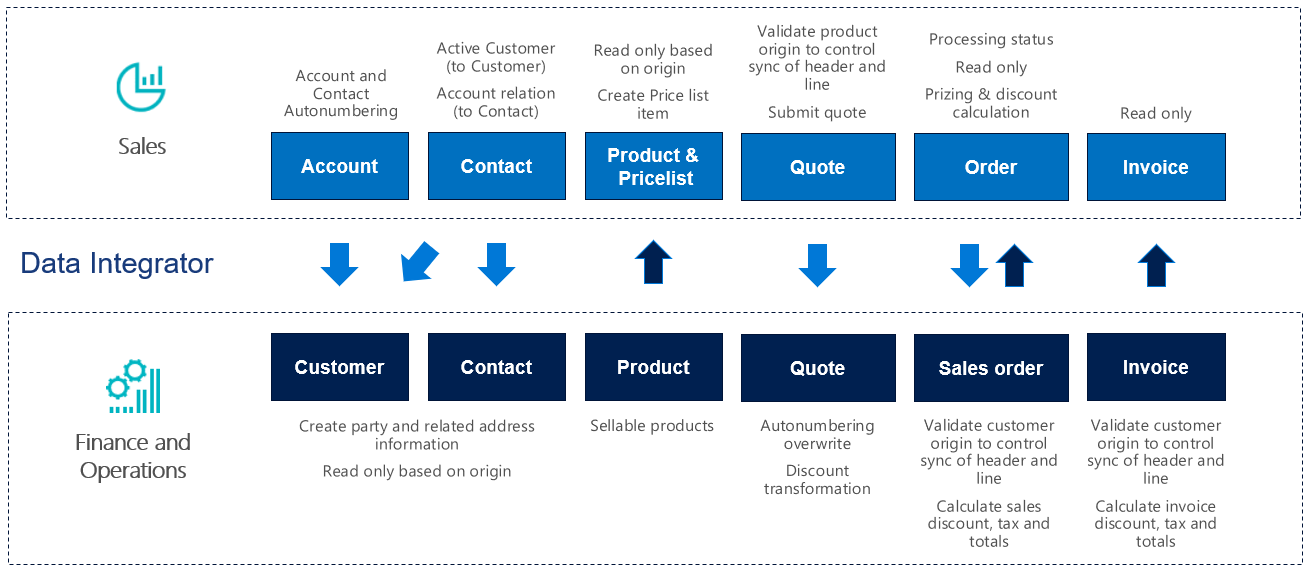 Sales
Account and
Contact
Autonumbering
Active Customer
(to Customer)
Account relation
(to Contact)
Read only based
on origin
Create Price list
item
Validate product
origin to control
sync of header and
line
Submit quote
Processing status
Read only
Prizing & discount
calculation
Read only
Account
Contact
Product &
Pricelist
Quote
Order
Invoice
Data Integrator
Finance and
Operations
Customer
Contact
Product
Quote
Sales order
Invoice
Create party and related address
information
Read only based on origin
Sellable products
Autonumbering
overwrite
Discount
transformation
Validate customer
origin to control
sync of header and
line
Calculate sales
discount, tax and
totals
Validate customer
origin to control
sync of header and
line
Calculate invoice
discount, tax and
totals